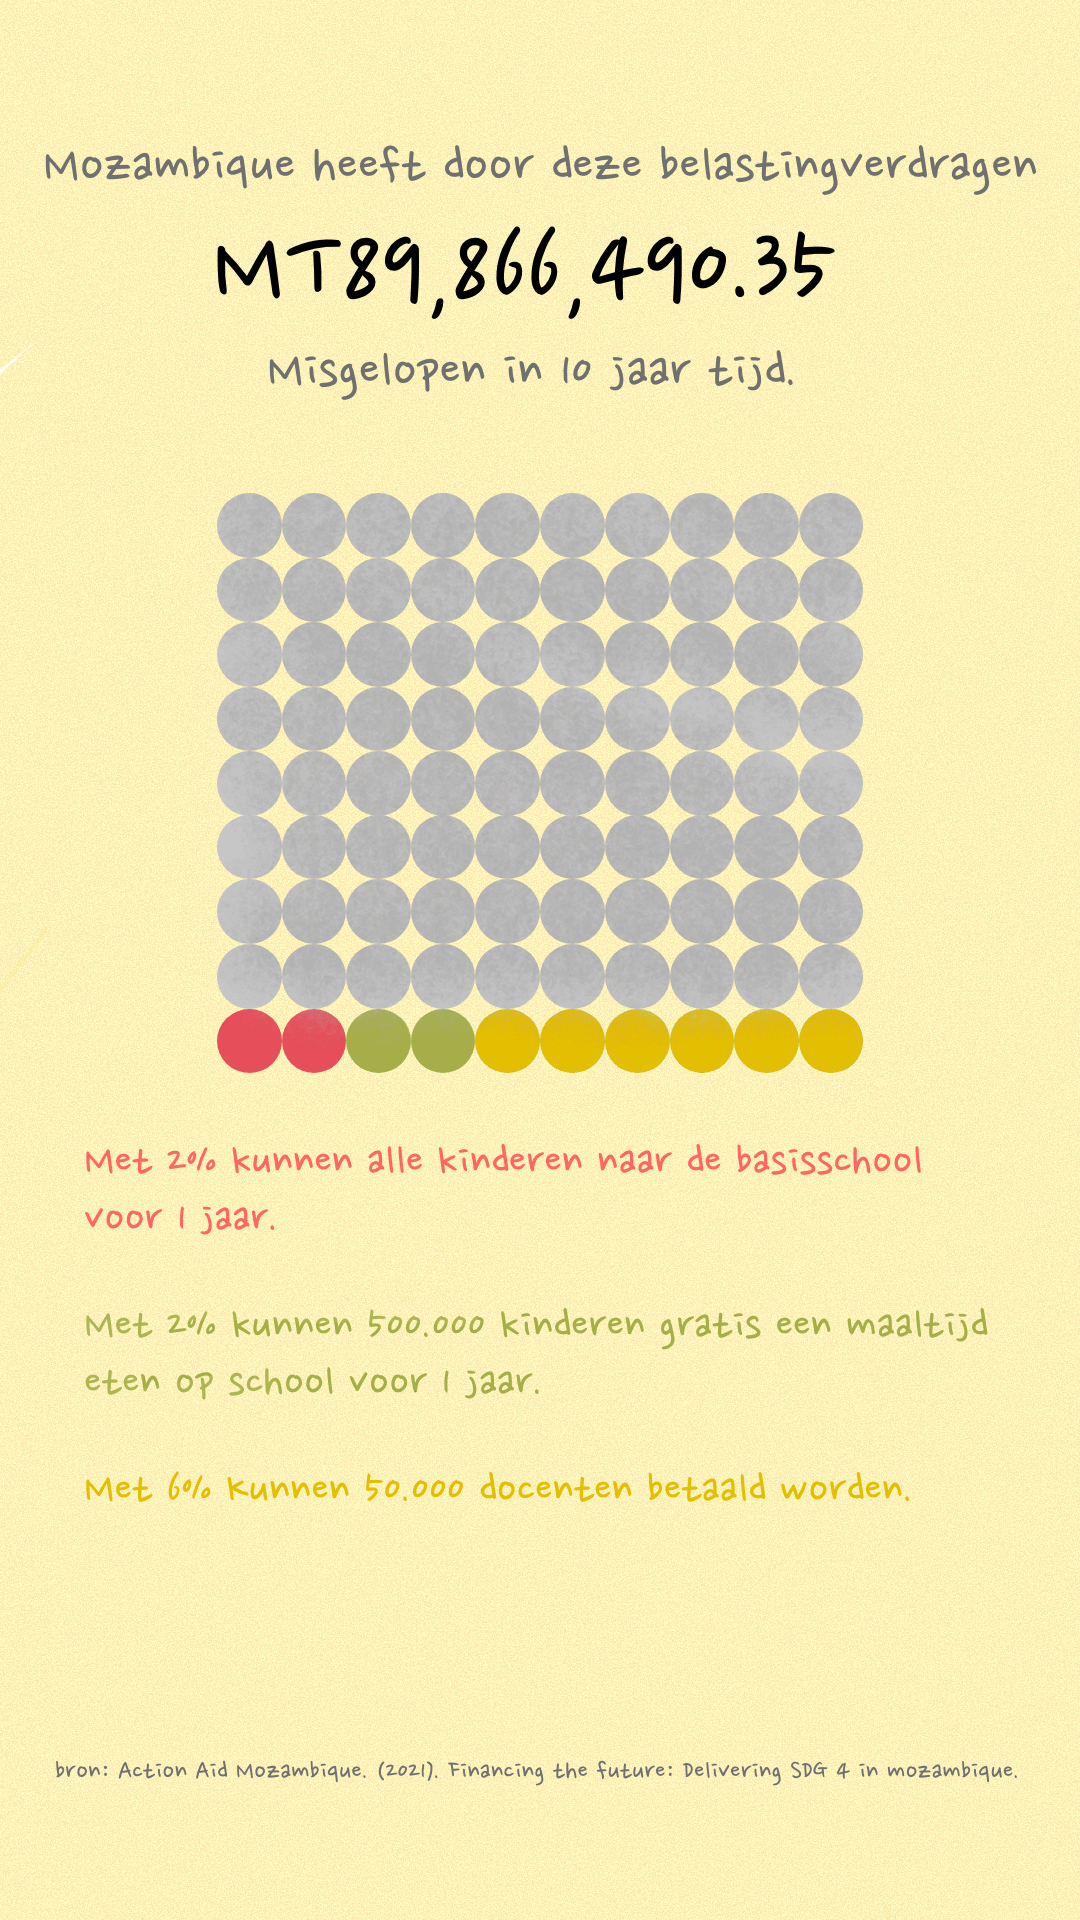 Mozambique heeft door deze belastingverdragen
MT89,866,490.35
Misgelopen in 10 jaar tijd.
Met 2% kunnen alle kinderen naar de basisschool
voor 1 jaar.
Met 2% kunnen 500.000 kinderen gratis een maaltijd
eten op school voor 1 jaar.
Met 6% kunnen 50.000 docenten betaald worden.
bron: Action Aid Mozambique. (2021). Financing the future: Delivering SDG 4 in mozambique.